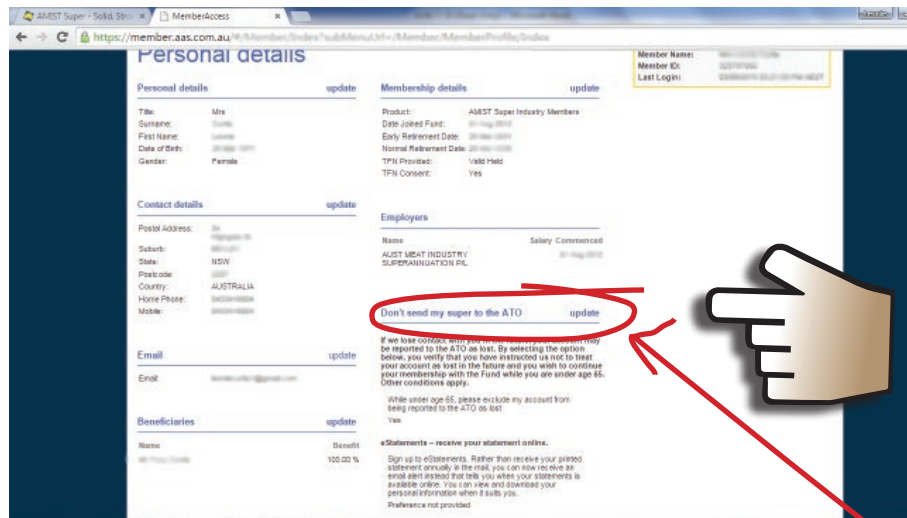 AMIST Super - Solid, Stro
MemberAccess
https://member.aas.com.au/#/Member/Index?subMenuUrl=/Member/MemberProfile/Index
Personal details
Member Name:
Member ID:
Last Login:
Personal details update
Title: Mrs
Surname:
First Name:
Date of Birth:
Gender: Female
Membership details update
Product: AMIST Super Industry Members
Date Joined Fund:
Early Retirement Date:
Normal Retirement Date
TFN Provided: Valid Held
TFN Consent: Yes
Contact details update
Postal Address:
Suburb:
State: NSW
Postcode
Country: AUSTRALIA
Home Phone:
Mobile:
Employers
Name Salary Commenced
AUST MEAT INDUSTRY
SUPERANNUATION P/L
Don't send my super to the ATO update
If we lose contact with you in the future, your account may
be reported to the ATO as lost. By selecting the option
below, you verify that you have instructed us not to treat
your account as lost in the future and you wish to continue
your membership with the Fund while you are under age 65.
Other conditions apply.
While under age 65, please exclude my account from
being reported to the ATO as lost
Yes
Email update
Email:
Beneficiaries update
Name Benefit
100.00 %
eStatements – receive your statement online.
Sign up to eStatements. Rather than receive your printed
statement annually in the mail, you can now receive an
email alert instead that tells you when your statements is
available online. You can view and download your
personal information when it suits you.
Preference not provided